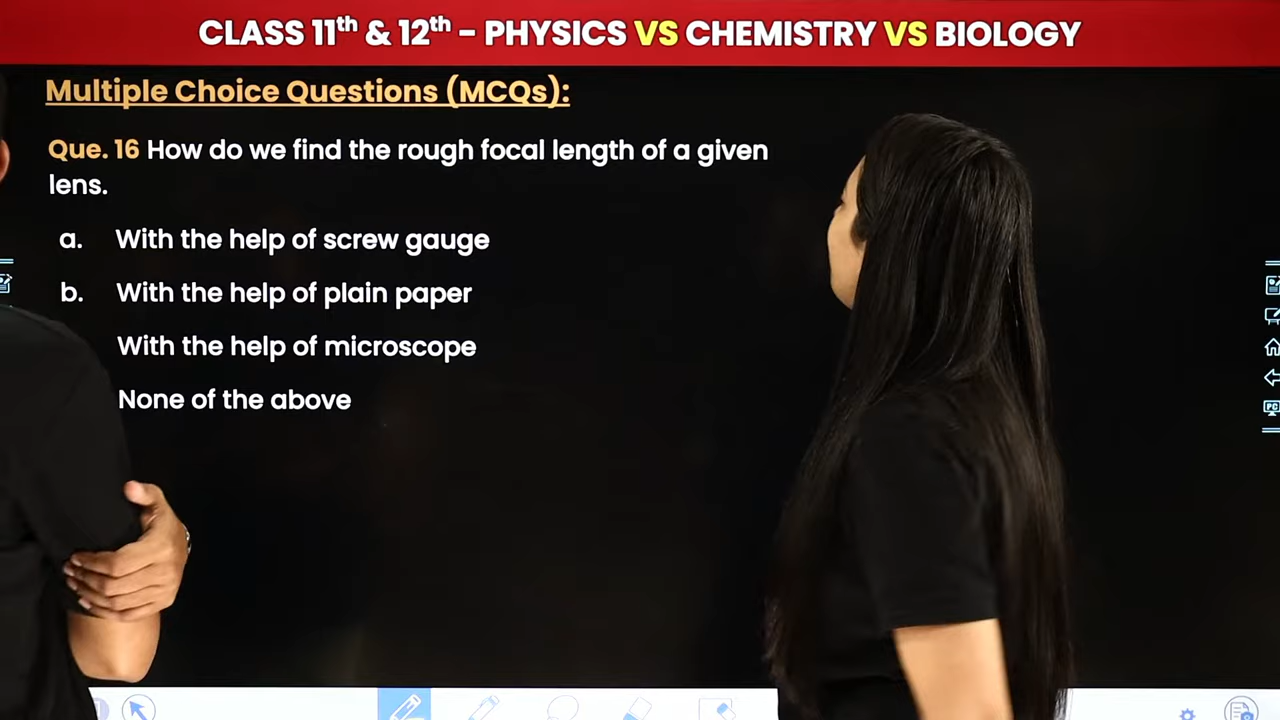 CLASS 11th & 12th - PHYSICS VS CHEMISTRY VS BIOLOGY
Multiple Choice Questions (MCQs):
Que. 16 How do we find the rough focal length of a given
lens.
a. With the help of screw gauge
b. With the help of plain paper
With the help of microscope
None of the above
PC